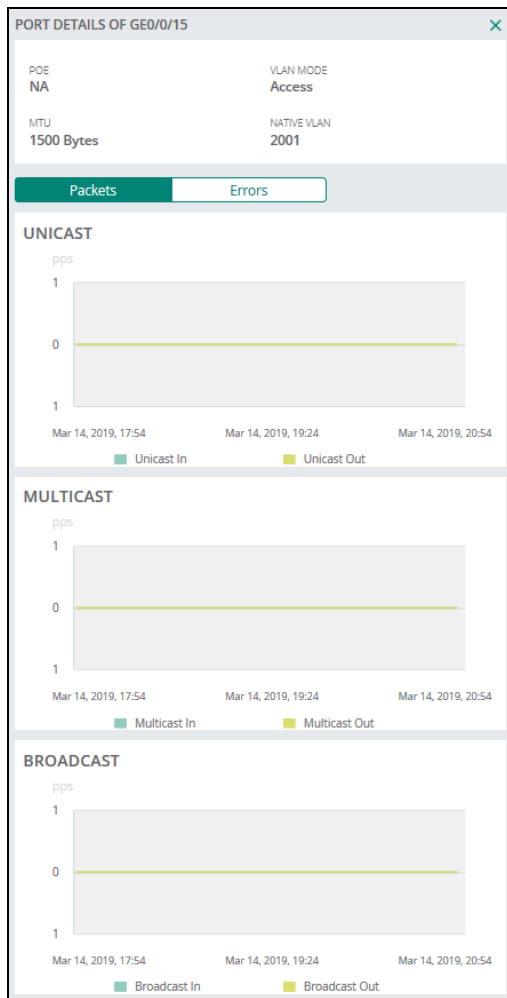 PORT DETAILS OF GE0/0/15 ×
POE VLAN MODE
NA Access
MTU NATIVE VLAN
1500 Bytes 2001
Packets Errors
UNICAST
pps
1
0
1
Mar 14, 2019, 17:54 Mar 14, 2019, 19:24 Mar 14, 2019, 20:54
Unicast In Unicast Out
MULTICAST
pps
1
0
1
Mar 14, 2019, 17:54 Mar 14, 2019, 19:24 Mar 14, 2019, 20:54
Multicast In Multicast Out
BROADCAST
pps
1
0
1
Mar 14, 2019, 17:54 Mar 14, 2019, 19:24 Mar 14, 2019, 20:54
Broadcast In Broadcast Out